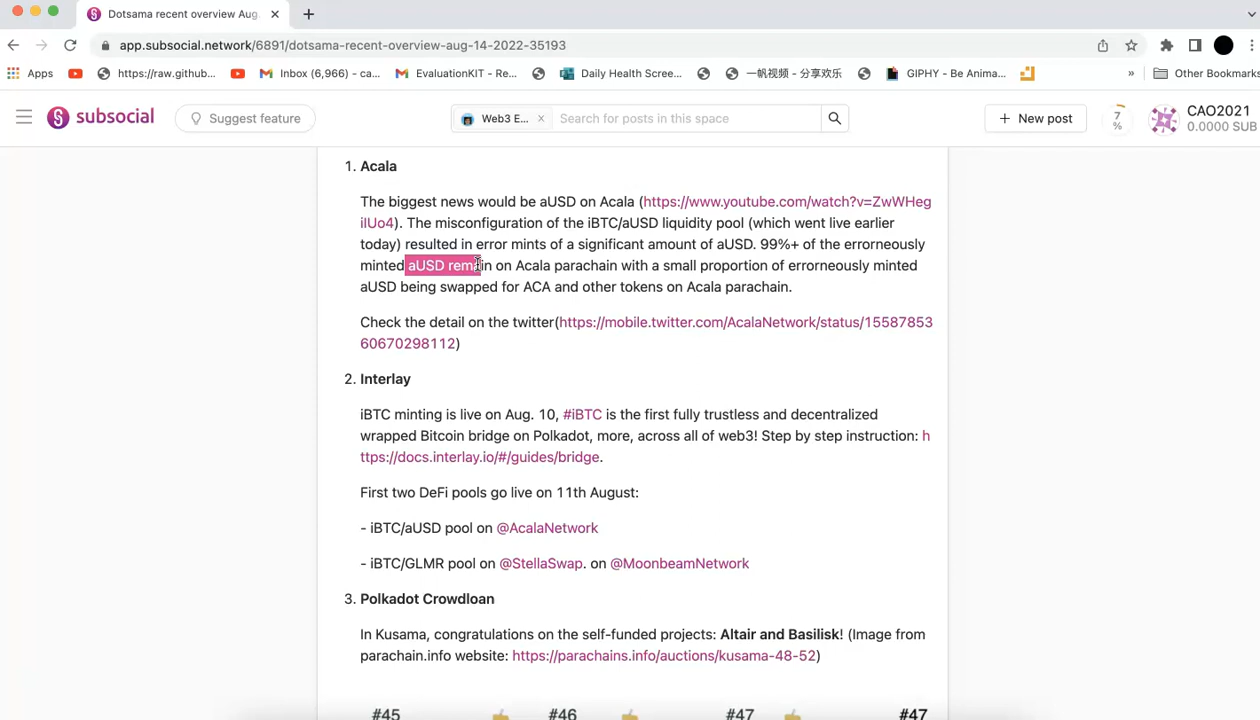 Dotsama recent overview Aug
app.subsocial.network/6891/dotsama-recent-overview-aug-14-2022-35193
Apps https://raw.github... Inbox (6,966) – ca... EvaluationKIT - Re... Daily Health Scree... 一帆视频 - 分享欢乐 GIPHY - Be Anima... » Other Bookmarks
subsocial Suggest feature Web3 E... × Search for posts in this space + New post 7 % CAO2021
0.0000 SUB
1. Acala
The biggest news would be aUSD on Acala (https://www.youtube.com/watch?v=ZwWHeg
iIUo4). The misconfiguration of the iBTC/aUSD liquidity pool (which went live earlier
today) resulted in error mints of a significant amount of aUSD. 99%+ of the errorneously
minted aUSD remain on Acala parachain with a small proportion of errorneously minted
aUSD being swapped for ACA and other tokens on Acala parachain.
Check the detail on the twitter(https://mobile.twitter.com/AcalaNetwork/status/15587853
60670298112)
2. Interlay
iBTC minting is live on Aug. 10, #iBTC is the first fully trustless and decentralized
wrapped Bitcoin bridge on Polkadot, more, across all of web3! Step by step instruction: h
ttps://docs.interlay.io/#/guides/bridge.
First two DeFi pools go live on 11th August:
- iBTC/aUSD pool on @AcalaNetwork
- iBTC/GLMR pool on @StellaSwap. on @MoonbeamNetwork
3. Polkadot Crowdloan
In Kusama, congratulations on the self-funded projects: Altair and Basilisk! (Image from
parachain.info website: https://parachains.info/auctions/kusama-48-52)
#45 #46 #47 #47